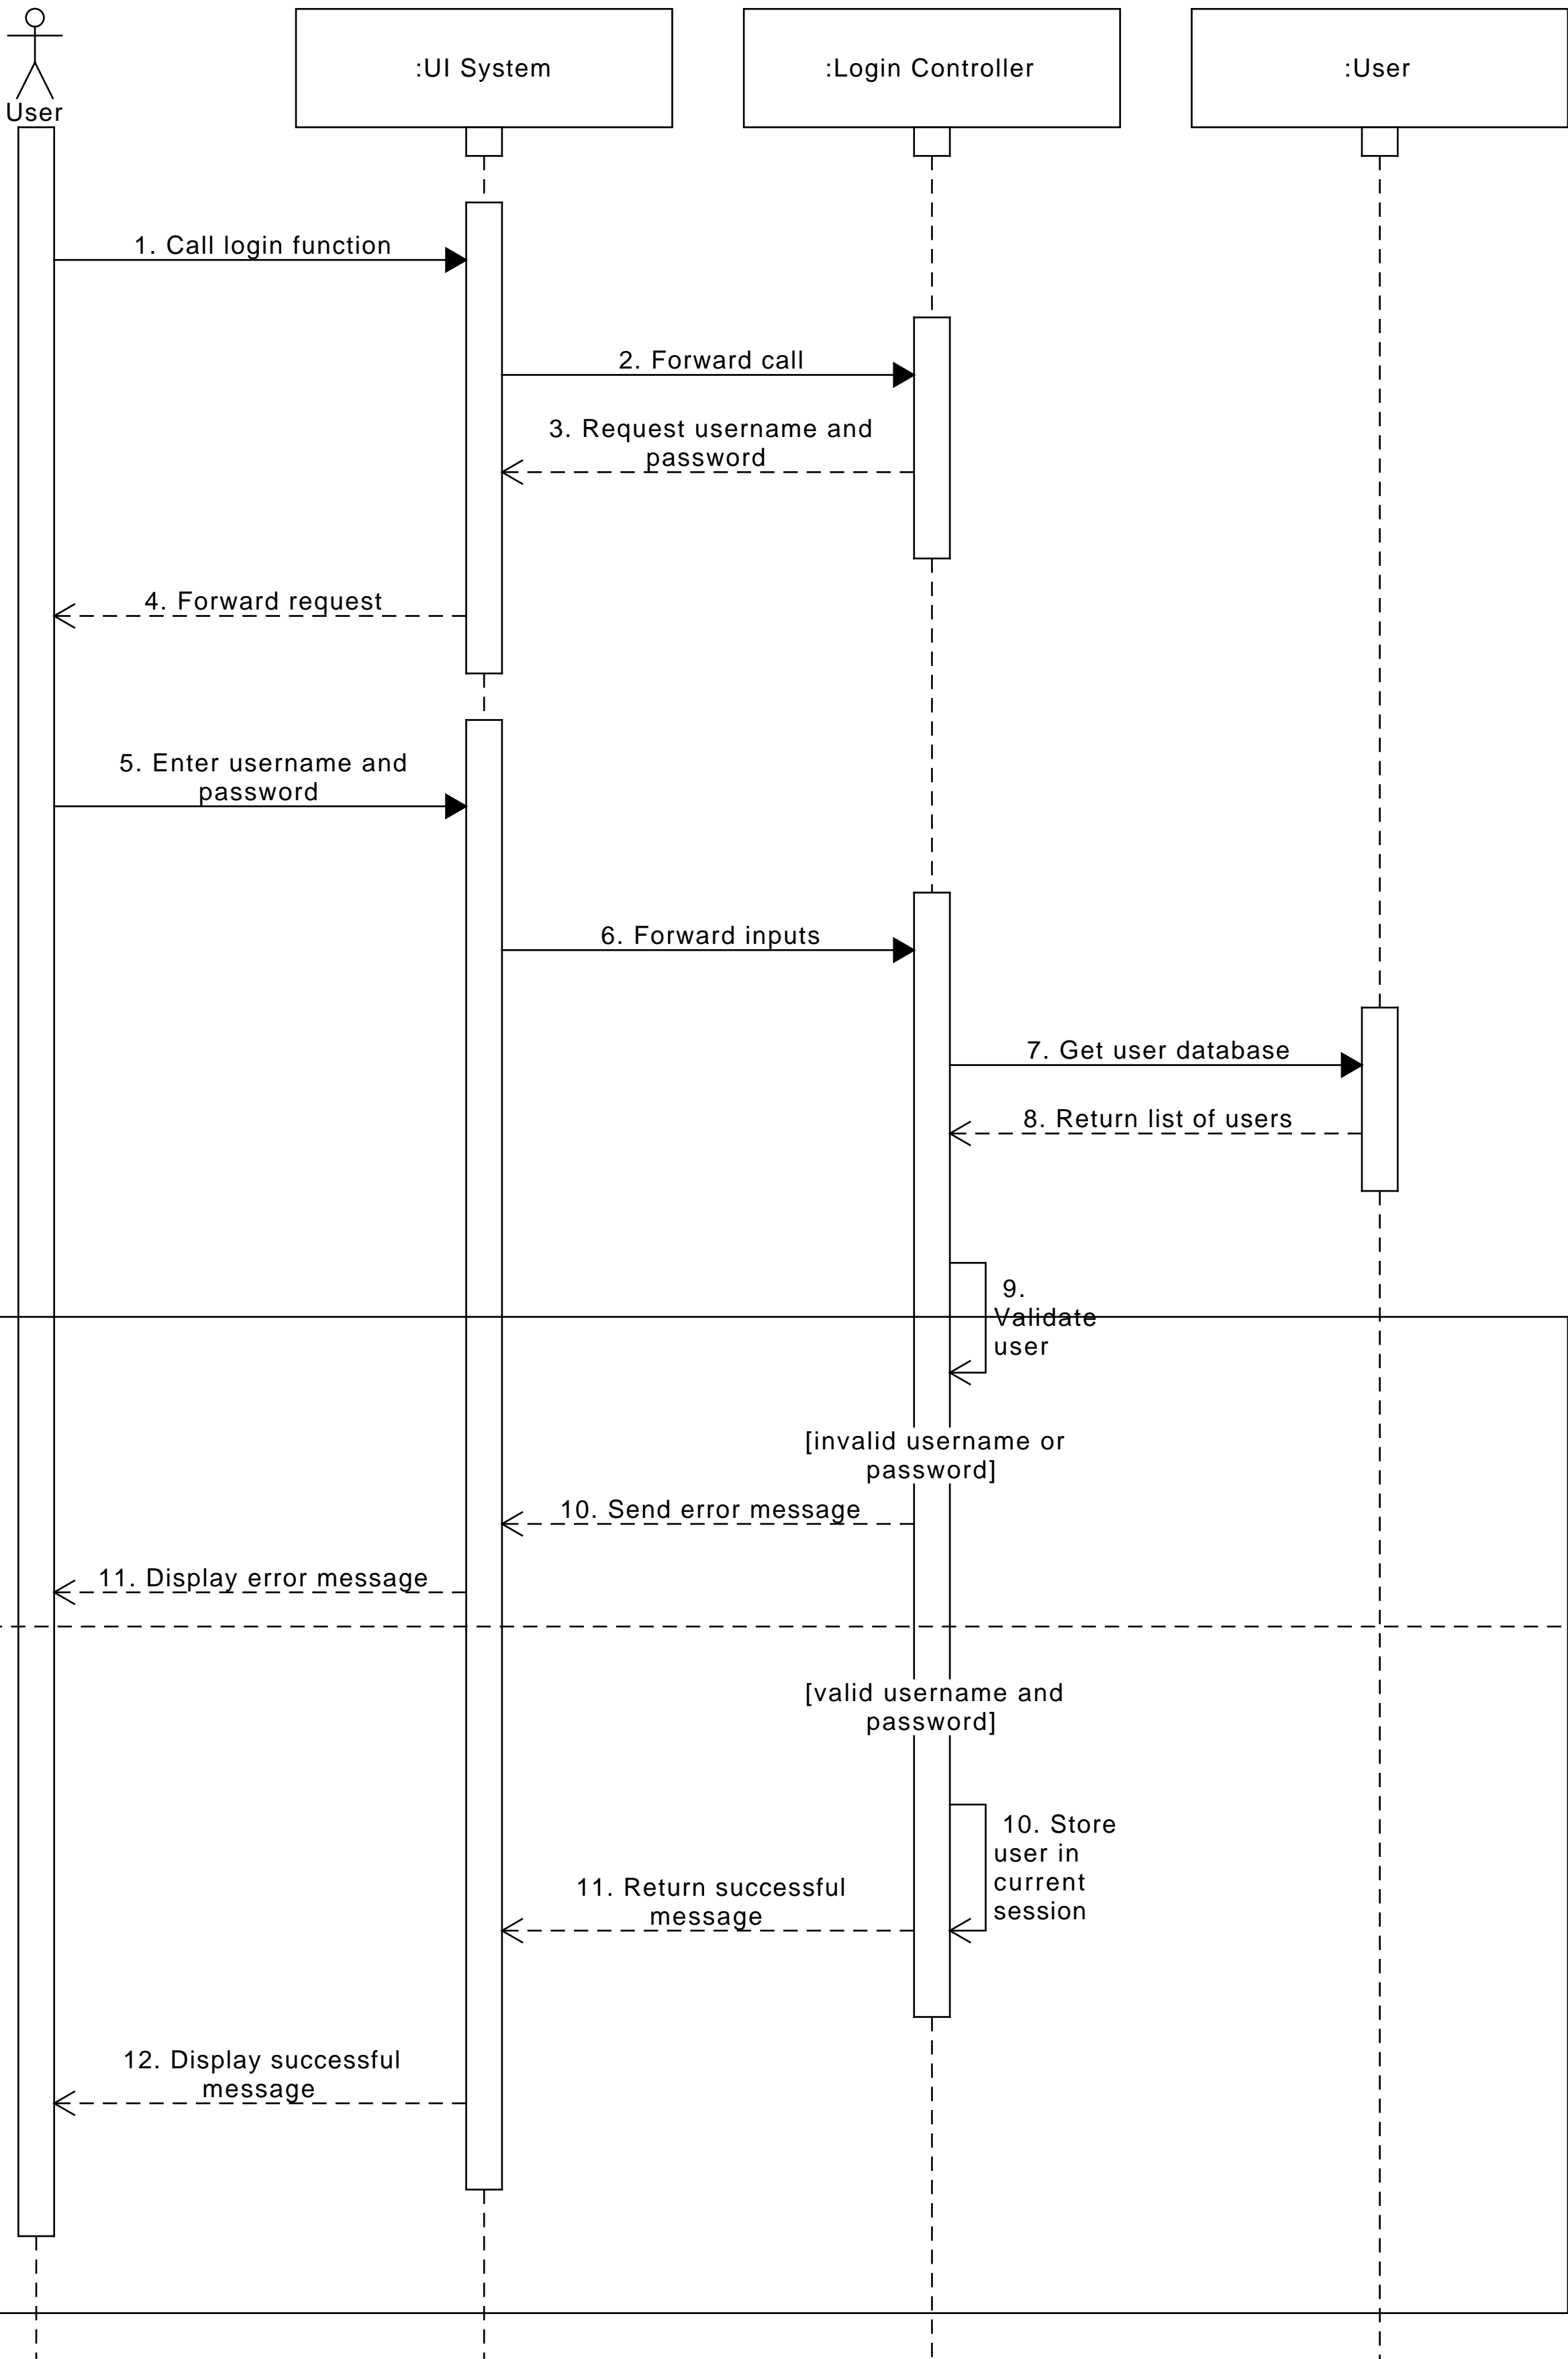 User
:UI System
:Login Controller
:User
1. Call login function
2. Forward call
3. Request username and
password
4. Forward request
5. Enter username and
password
6. Forward inputs
7. Get user database
8. Return list of users
9.
Validate
user
[invalid username or
password]
10. Send error message
11. Display error message
[valid username and
password]
10. Store
user in
current
session
11. Return successful
message
12. Display successful
message